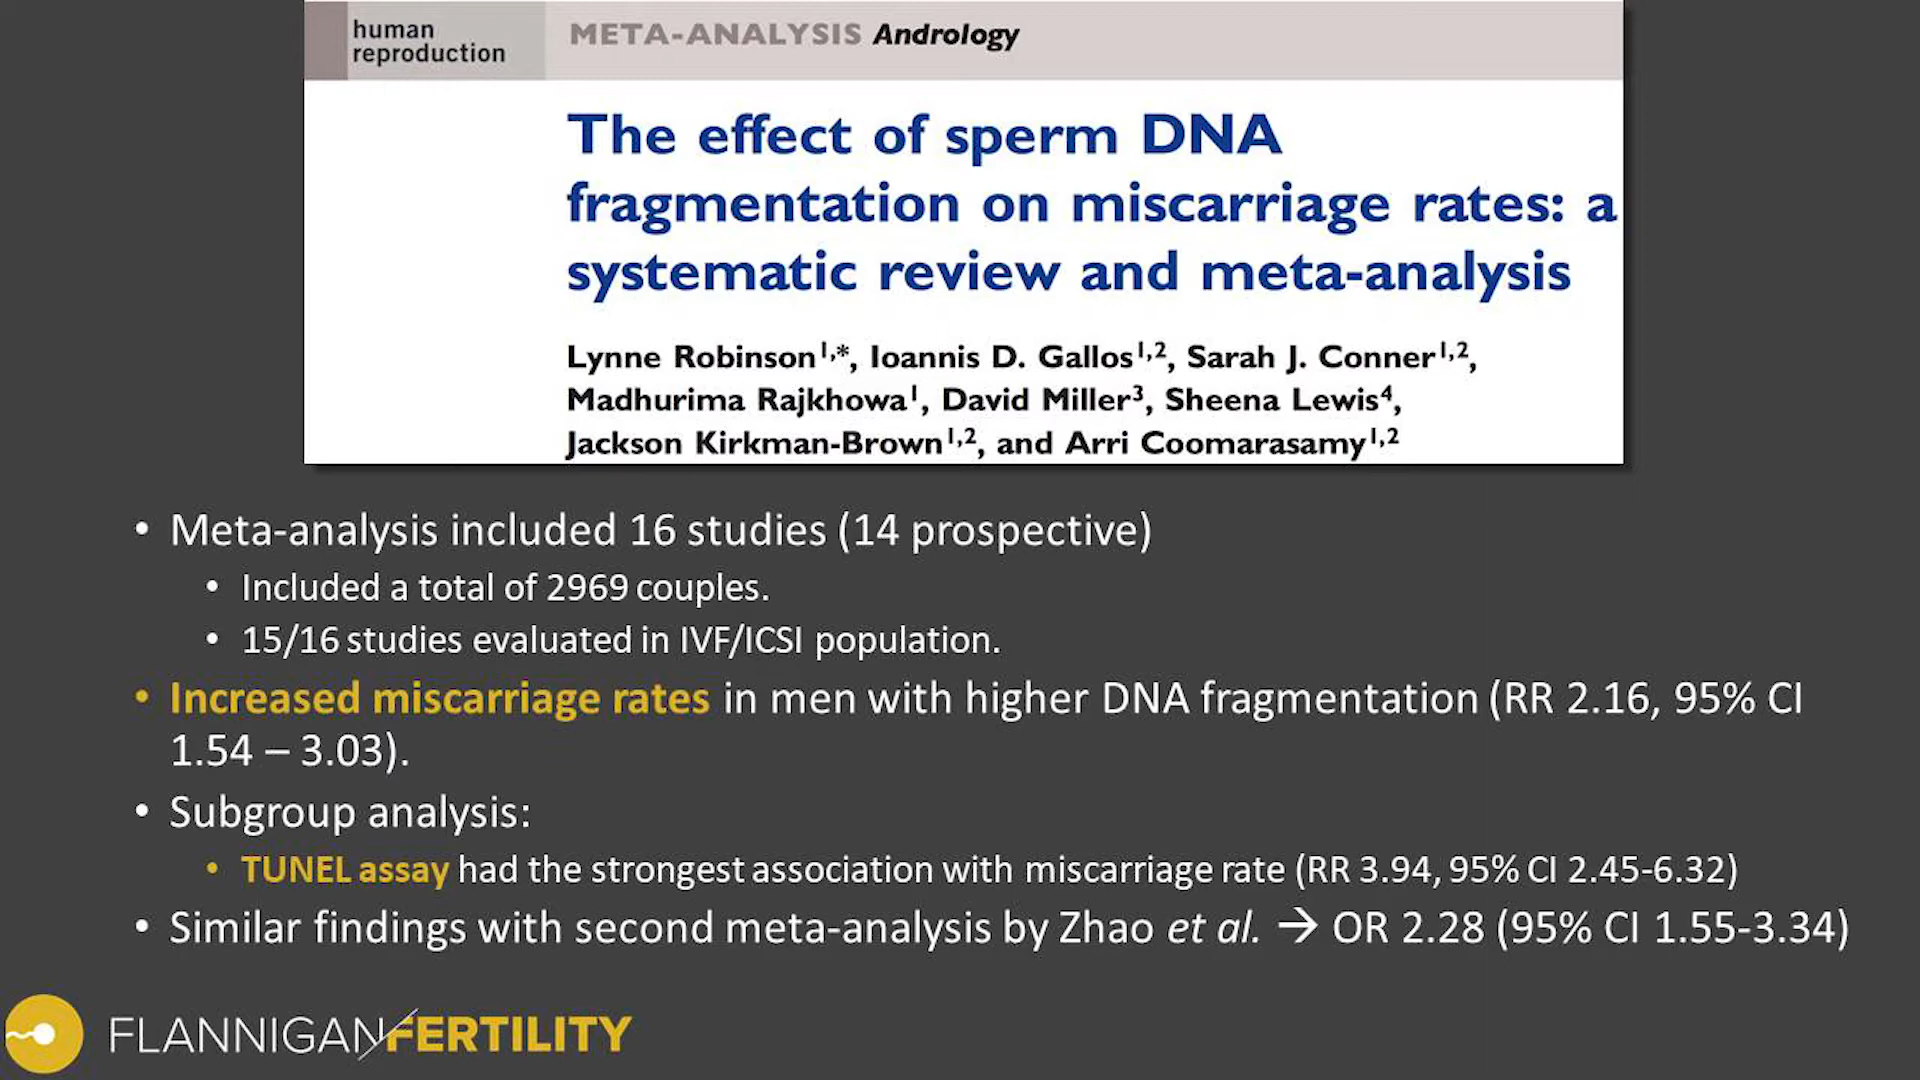 human
reproduction
META-ANALYSIS Andrology
The effect of sperm DNA
fragmentation on miscarriage rates: a
systematic review and meta-analysis
Lynne Robinson1,*, Ioannis D. Gallos1,2, Sarah J. Conner1,2,
Madhurima Rajkhowa1, David Miller3, Sheena Lewis4,
Jackson Kirkman-Brown1,2, and Arri Coomarasamy1,2
• Meta-analysis included 16 studies (14 prospective)
• Included a total of 2969 couples.
• 15/16 studies evaluated in IVF/ICSI population.
• Increased miscarriage rates in men with higher DNA fragmentation (RR 2.16, 95% CI
1.54 – 3.03).
• Subgroup analysis:
• TUNEL assay had the strongest association with miscarriage rate (RR 3.94, 95% CI 2.45-6.32)
• Similar findings with second meta-analysis by Zhao et al. → OR 2.28 (95% CI 1.55-3.34)
FLANNIGAN/FERTILITY